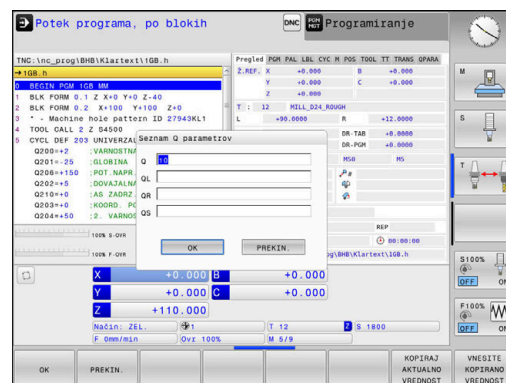 Potek programa, po blokih
DNC
Programiranje
TNC:\nc_prog\BHB\Klartext\1GB.h
→1GB.h
0 BEGIN PGM 1GB MM
1 BLK FORM 0.1 Z X+0 Y+0 Z-40
2 BLK FORM 0.2 X+100 Y+100 Z+0
3 * - Machine hole pattern ID 27943KL1
4 TOOL CALL 2 Z S4500
5 CYCL DEF 203 UNIVERZAL
Q200=+2 ;VARNOSTNA
Q201=-25 ;GLOBINA
Q206=+150 ;POT.NAPR.
Q202=+5 ;DOVAJALNA
Q210=+0 ;AS ZADRZ.
Q203=+0 ;KOORD. PO
Q204=+50 ;2. VARNOS
100% S-OVR
100% F-OVR
Pregled PGM PAL LBL CYC M POS TOOL TT TRANS QPARA
Ž.REF. X +0.000 B +0.000
Y +0.000 C +0.000
Z +0.000
T : 12 MILL_D24_ROUGH
L +90.0000 R +12.0000
DR-TAB +0.0000
DR-PGM +0.0000
M50 M5
REP
00:00:00
og\BHB\Klartext\1GB.h
Seznam Q parametrov
Q 10
QL
QR
QS
OK
PREKIN.
X +0.000 B +0.000
Y +0.000 C +0.000
Z +110.000
Način: ŽEL. 1 T 12 Z S 1800
F 0mm/min Ovr 100% M 5/9
M
S
T
S100%
OFF ON
F100%
OFF ON
OK
PREKIN.
KOPIRAJ
AKTUALNO
VREDNOST
VNESITE
KOPIRANO
VREDNOST